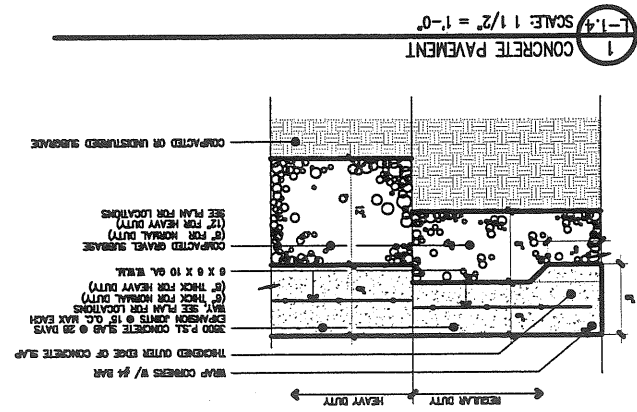 REGULAR DUTY
HEAVY DUTY
WRAP CORNERS W/ #4 BAR
THICKENED OUTER EDGE OF CONCRETE SLAP
3500 P.S.I. CONCRETE SLAB @ 28 DAYS
EXPANSION JOINTS @ 15' O.C. MAX EACH
WAY. SEE PLAN FOR LOCATIONS
(6" THICK FOR NORMAL DUTY)
(8" THICK FOR HEAVY DUTY)
6 X 6 X 10 GA. W.W.M.
COMPACTED GRAVEL SUBBASE
FOR NORMAL DUTY)
(12" FOR HEAVY DUTY)
SEE PLAN FOR LOCATIONS
12"
COMPACTED OR UNDISTURBED SUBGRADE
1 CONCRETE PAVEMENT
L-1.4 SCALE: 1 1/2" = 1'-0"